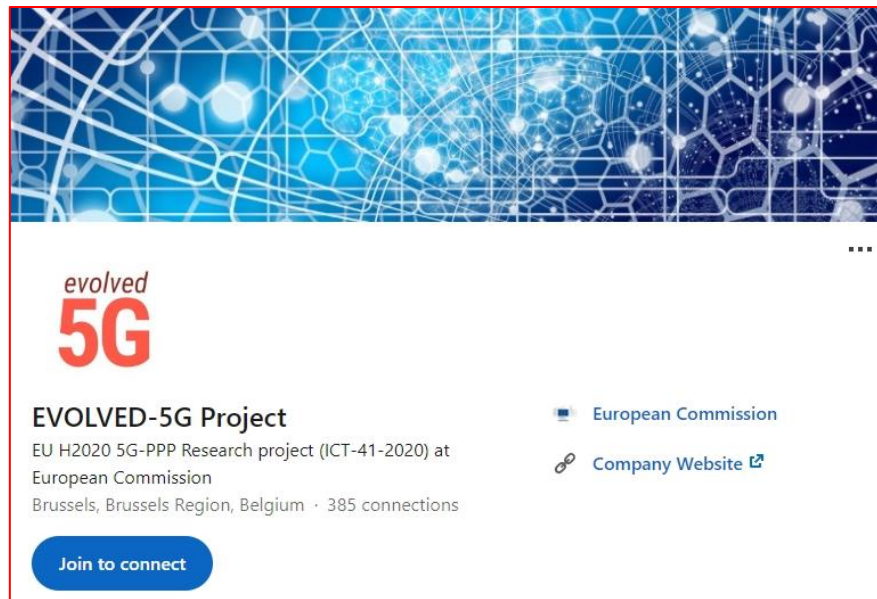 evolved
5G
EVOLVED-5G Project
EU H2020 5G-PPP Research project (ICT-41-2020) at
European Commission
Brussels, Brussels Region, Belgium · 385 connections
Join to connect
European Commission
Company Website